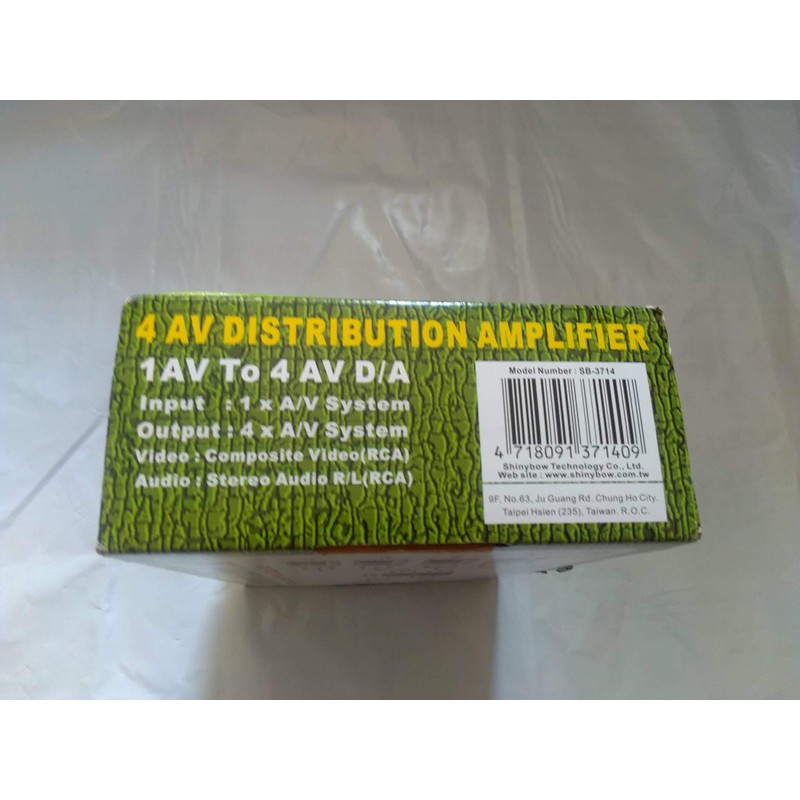 4 AV DISTRIBUTION AMPLIFIER
1AV To 4 AV D/A
Input : 1 x A/V System
Output : 4 x A/V System
Video : Composite Video(RCA)
Audio : Stereo Audio R/L(RCA)
Model Number : SB-3714
4 718091 371409
Shinybow Technology Co., Ltd.
Web site : www.shinybow.com.tw
9F, No.63, Ju Guang Rd. Chung Ho City.
Taipei Hsien (235), Taiwan. R.O.C.